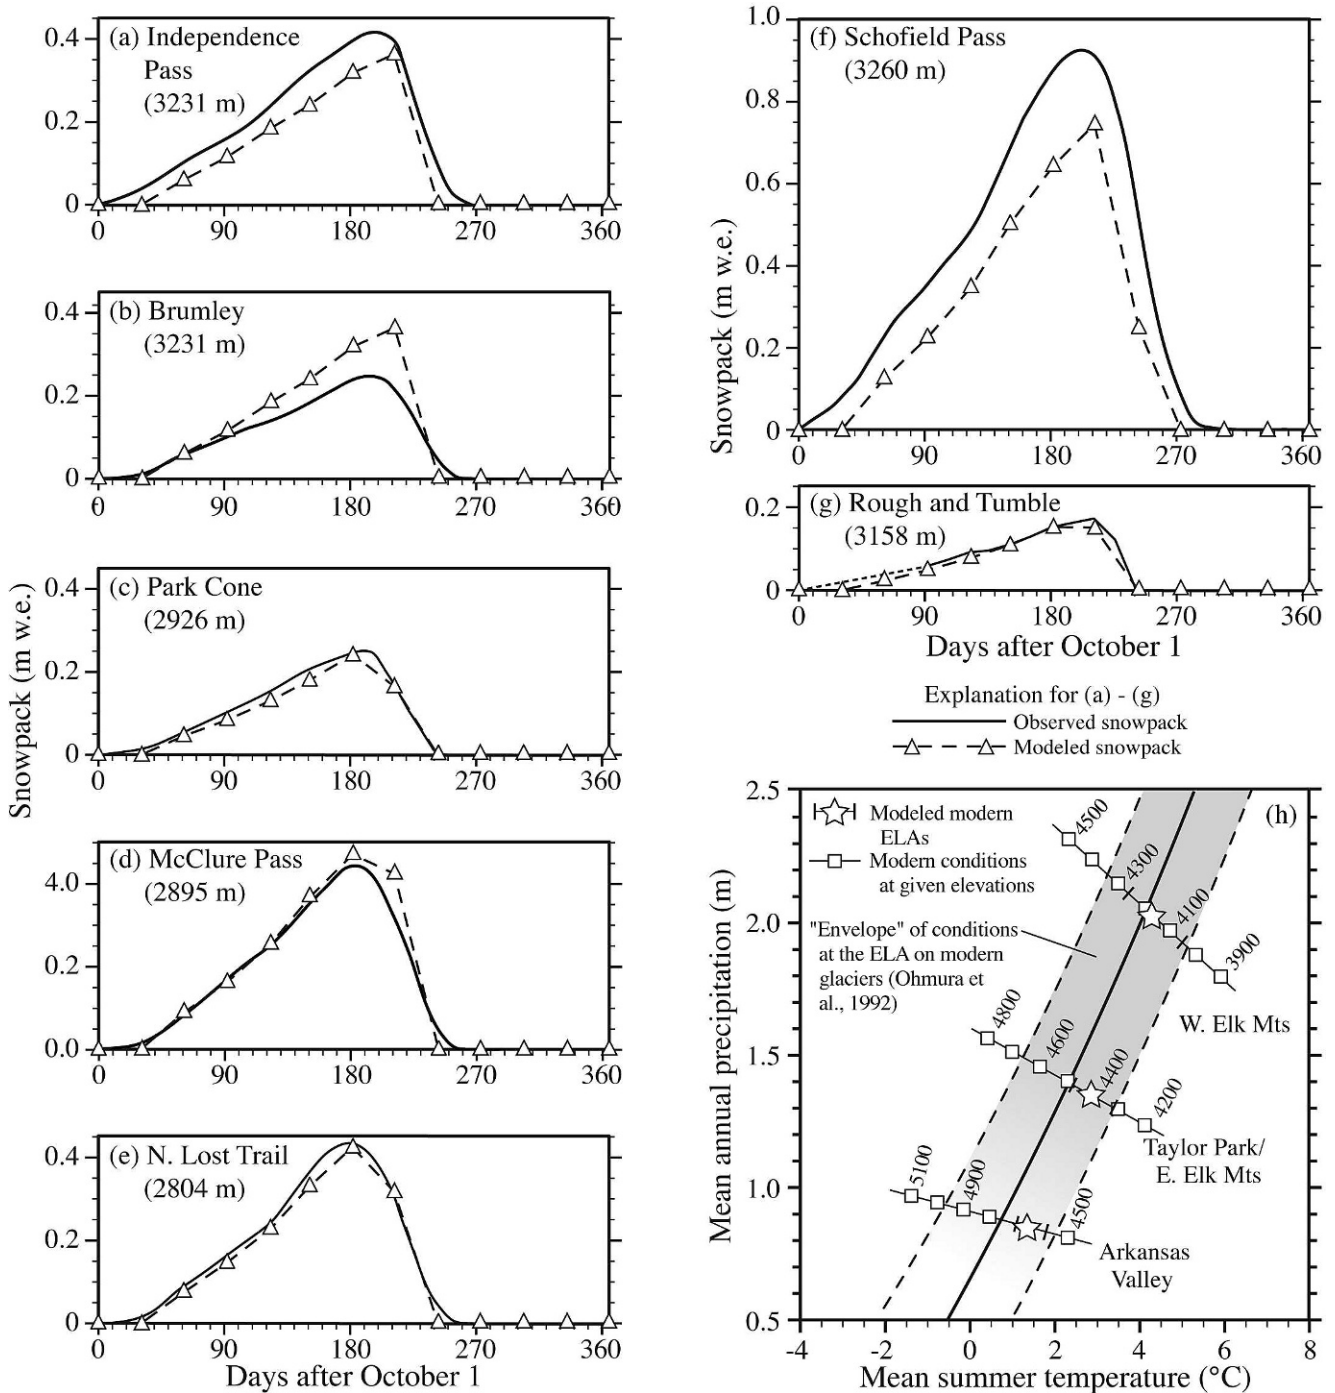 (a) Independence
Pass
(3231 m)
0.4
0.2
0
0 90 180 270 360
(b) Brumley
(3231 m)
0.4
0.2
0
0 90 180 270 360
(c) Park Cone
(2926 m)
0.4
0.2
0
0 90 180 270 360
Snowpack (m w.e.)
(d) McClure Pass
(2895 m)
4.0
0.2
0.0
0 90 180 270 360
(e) N. Lost Trail
(2804 m)
0.4
0.2
0
0 90 180 270 360
Days after October 1
(f) Schofield Pass
(3260 m)
1.0
0.8
0.6
0.4
0.2
0
0 90 180 270 360
Snowpack (m w.e.)
(g) Rough and Tumble
(3158 m)
0.2
0
0 90 180 270 360
Days after October 1
Explanation for (a) - (g)
Observed snowpack
Modeled snowpack
(h)
Modeled modern
ELAs
Modern conditions
at given elevations
"Envelope" of conditions
at the ELA on modern
glaciers (Ohmura et
al., 1992)
4500
4300
4100
3900
W. Elk Mts
4800
4600
4400
4200
Taylor Park/
E. Elk Mts
5100
4900
4500
Arkansas
Valley
2.5
2.0
1.5
1.0
0.5
Mean annual precipitation (m)
-4 -2 0 2 4 6 8
Mean summer temperature (°C)